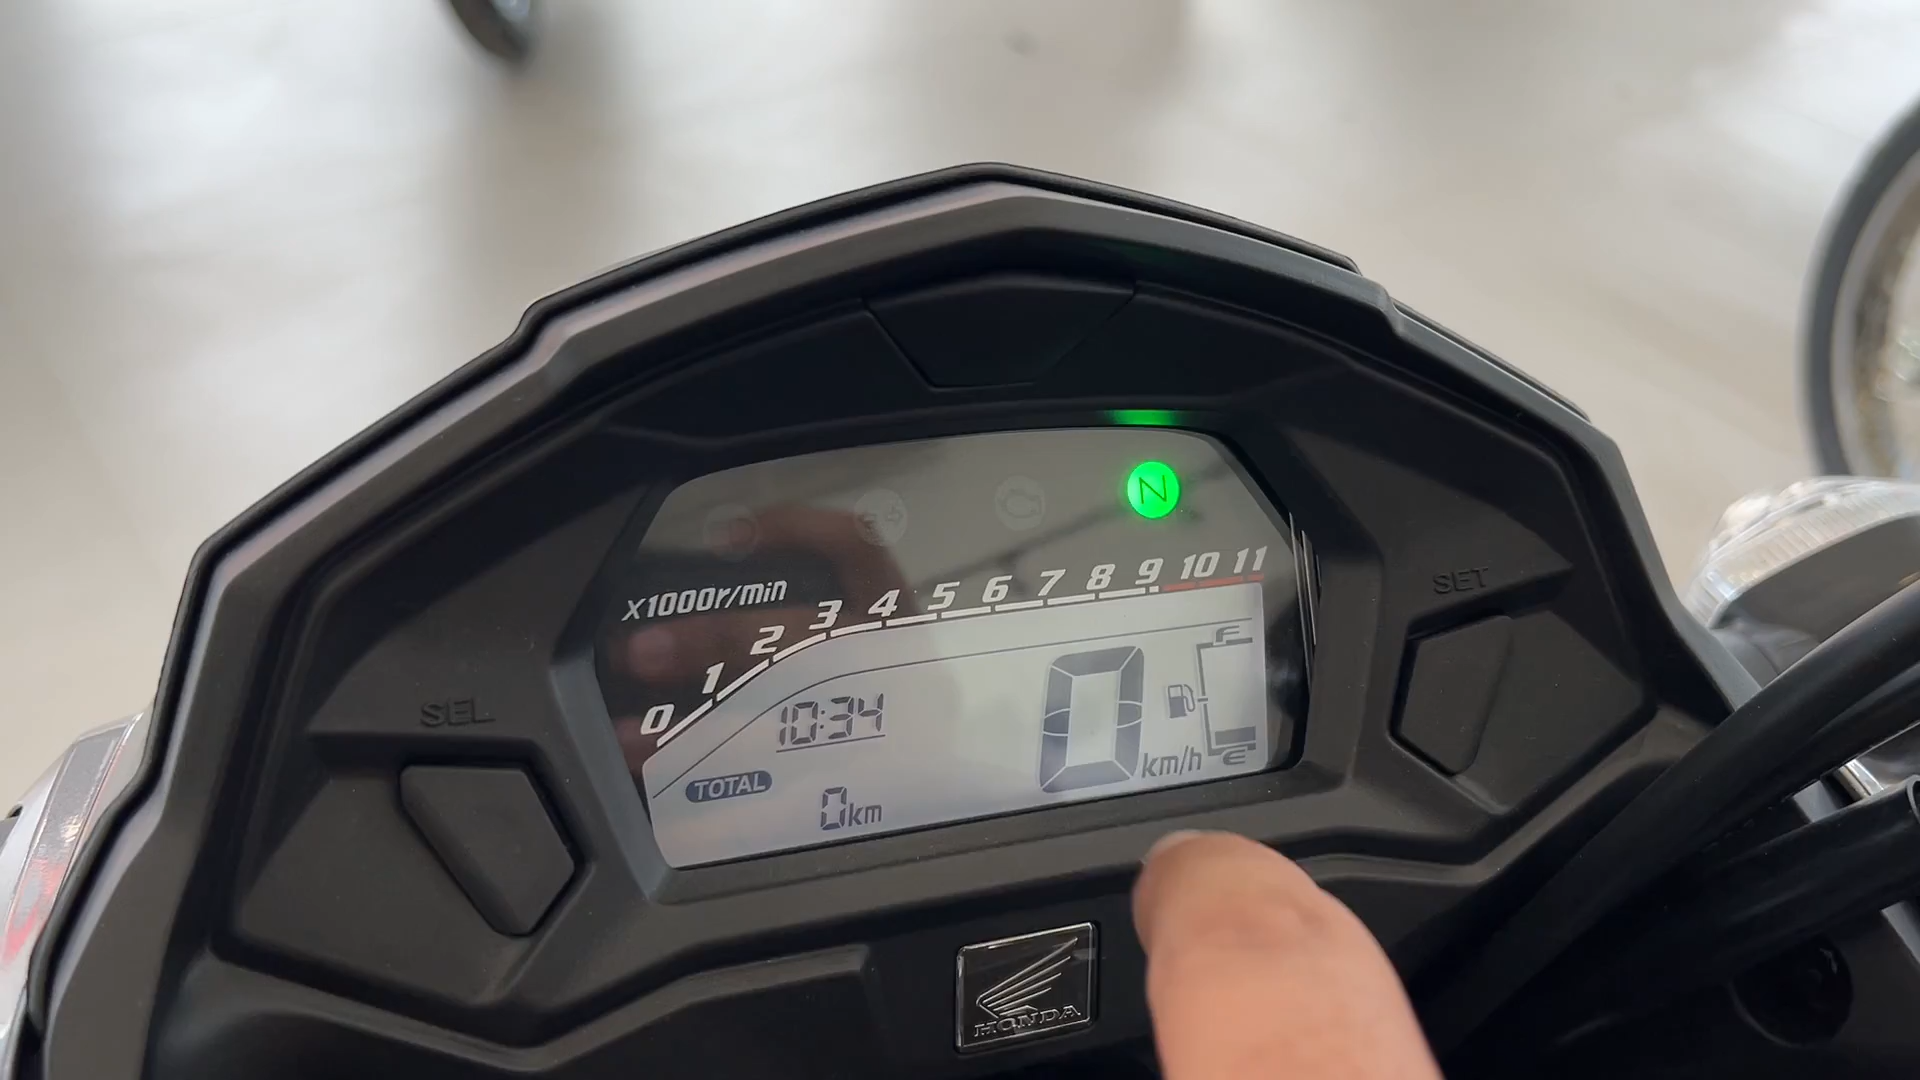 N
x1000r/min
0 1 2 3 4 5 6 7 8 9 10 11
SEL
SET
10:34
F
0 km/h
E
TOTAL
0km
HONDA